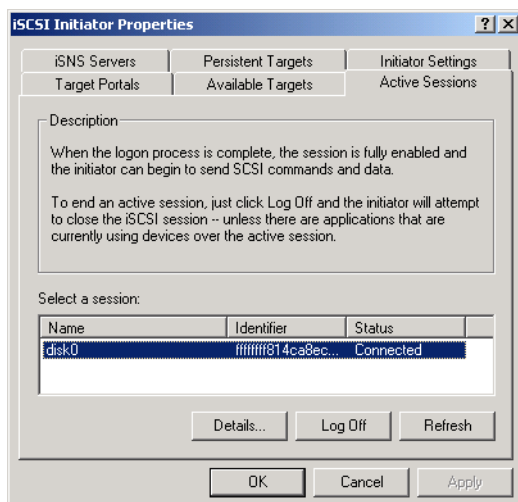 iSCSI Initiator Properties
iSNS Servers
Persistent Targets
Initiator Settings
Target Portals
Available Targets
Active Sessions
Description
When the logon process is complete, the session is fully enabled and
the initiator can begin to send SCSI commands and data.
To end an active session, just click Log Off and the initiator will attempt
to close the iSCSI session -- unless there are applications that are
currently using devices over the active session.
Select a session:
Name Identifier Status
disk0 ffffffff814ca8ec... Connected
Details... Log Off Refresh
OK Cancel Apply